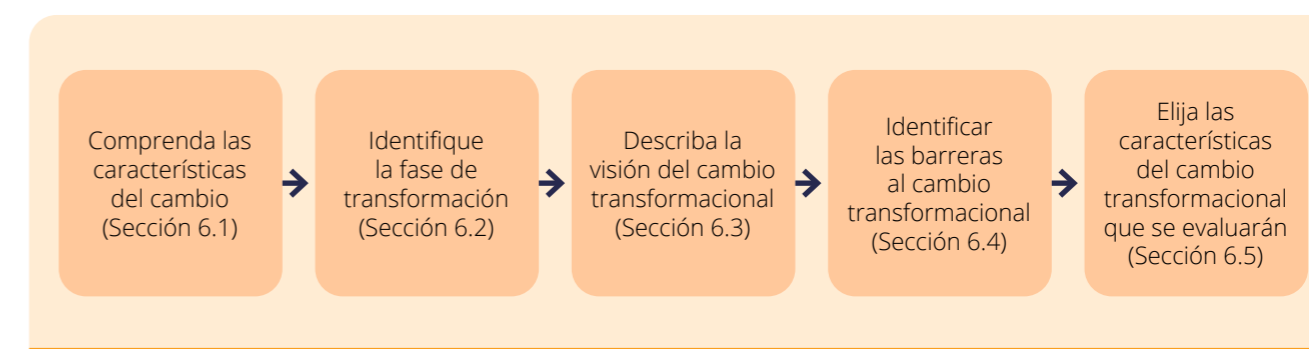 Comprenda las
características
del cambio
(Sección 6.1)
Identifique
la fase de
transformación
(Sección 6.2)
Describa la
visión del cambio
transformacional
(Sección 6.3)
Identificar
las barreras
al cambio
transformacional
(Sección 6.4)
Elija las
características
del cambio
transformacional
que se evaluarán
(Sección 6.5)